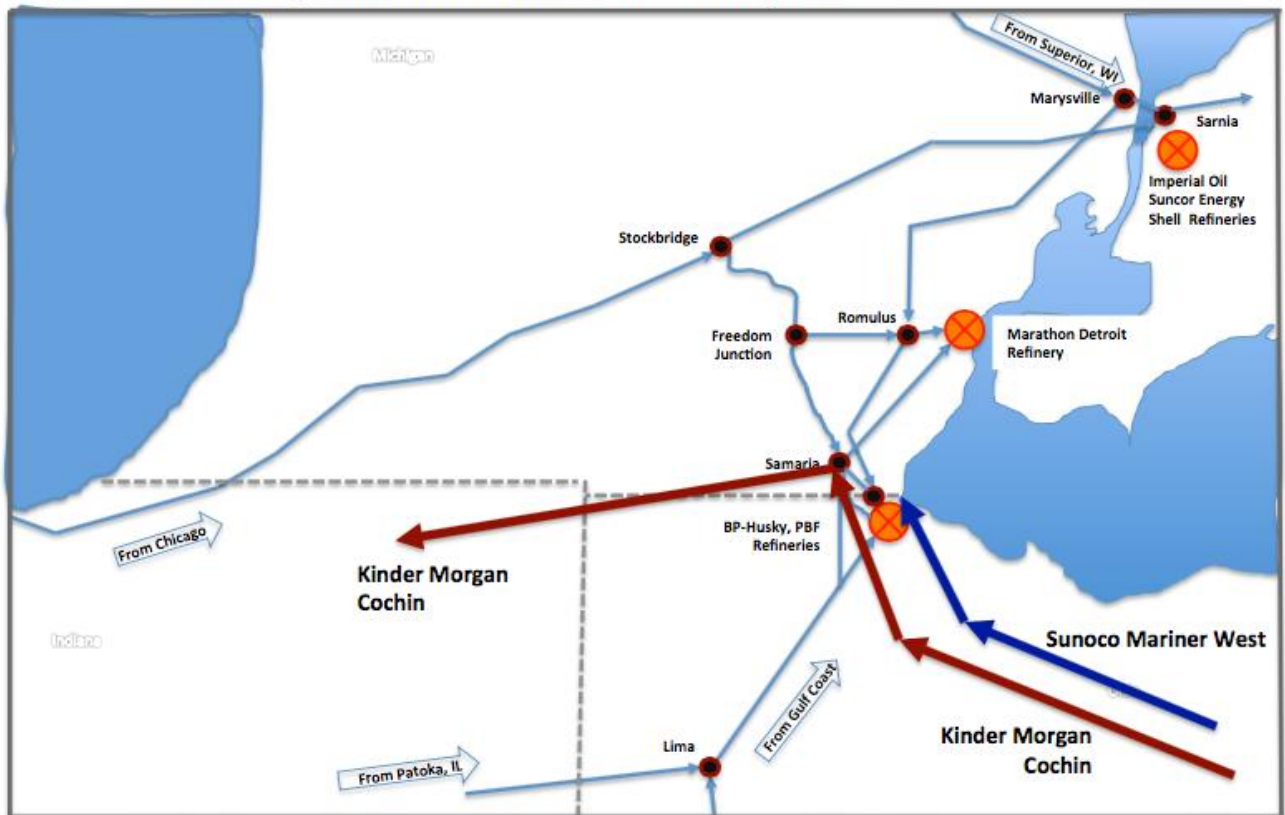 Michigan
From Superior, WI
Marysville
Sarnia
Imperial Oil
Suncor Energy
Shell Refineries
Stockbridge
Romulus
Freedom
Junction
Marathon Detroit
Refinery
Samaria
BP-Husky, PBF
Refineries
From Chicago
Kinder Morgan
Cochin
Indiana
Sunoco Mariner West
From Gulf Coast
Kinder Morgan
Cochin
Lima
From Patoka, IL